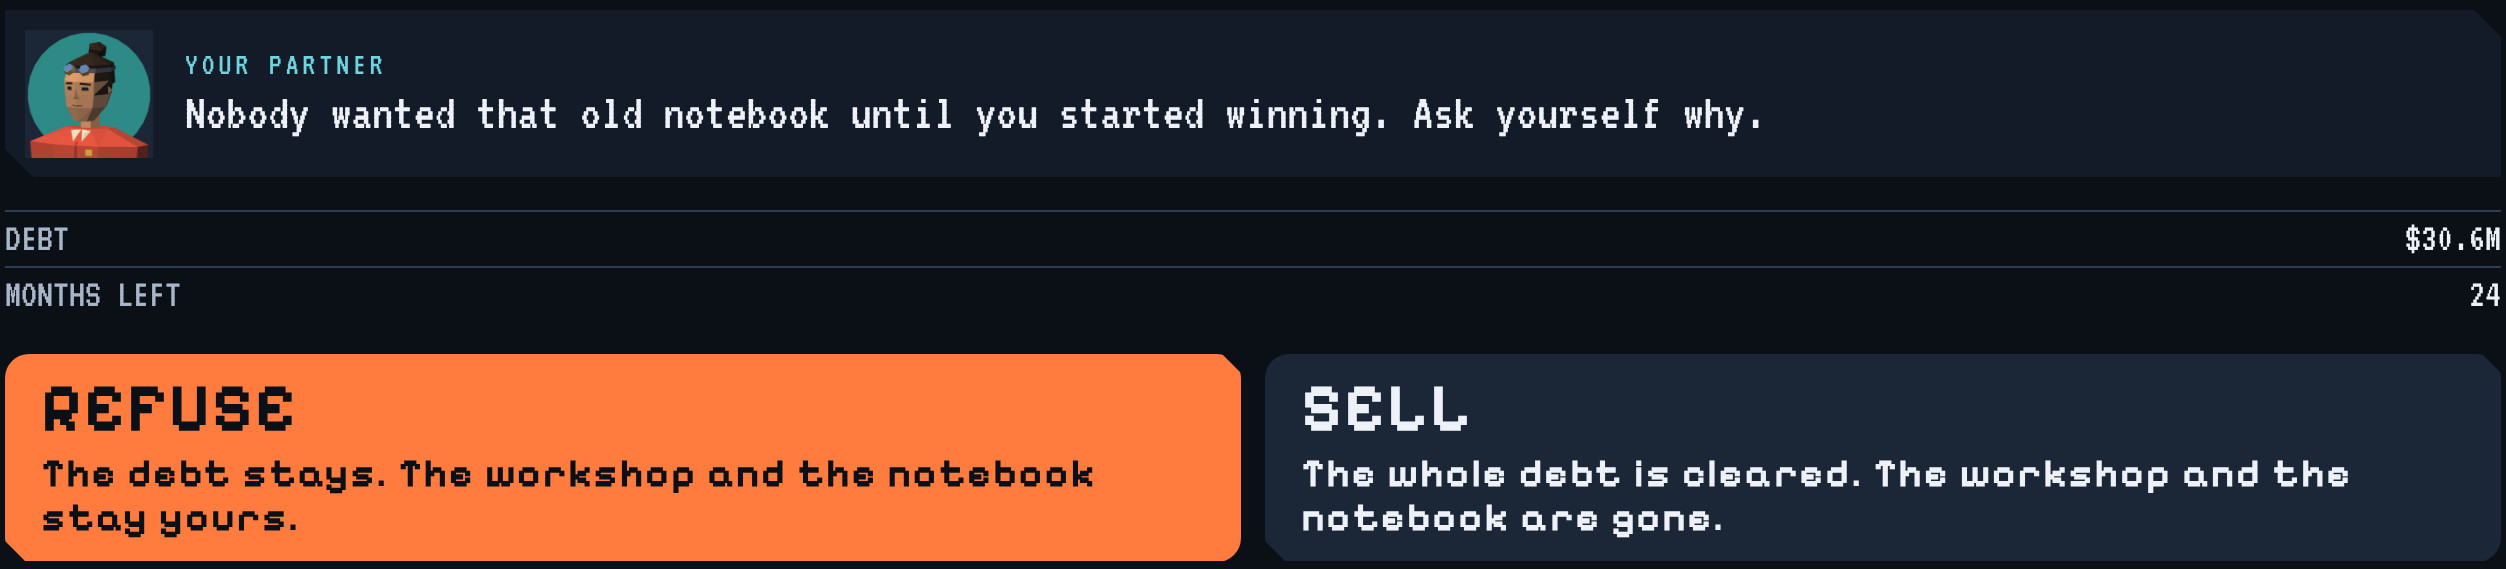 YOUR PARTNER
Nobody wanted that old notebook until you started winning. Ask yourself why.
DEBT
$30.6M
MONTHS LEFT
24
REFUSE
The debt stays. The workshop and the notebook
stay yours.
SELL
The whole debt is cleared. The workshop and the
notebook are gone.